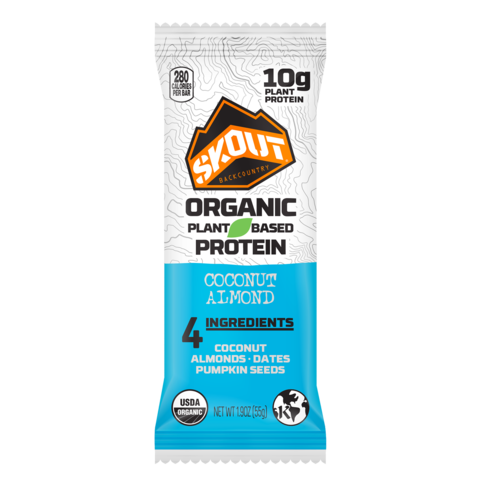 280
CALORIES
PER BAR
10g
PLANT
PROTEIN
SKOUT
BACKCOUNTRY
ORGANIC
PLANT BASED
PROTEIN
COCONUT
ALMOND
4 INGREDIENTS
COCONUT
ALMONDS · DATES
PUMPKIN SEEDS
USDA
ORGANIC
NET WT 1.9OZ (55g)
K